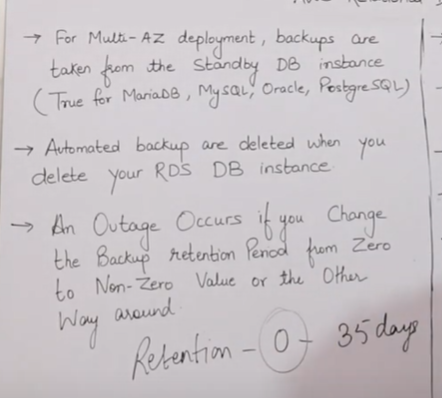 → For Multi-AZ deployment, backups are
taken from the Standby DB instance
(True for MariaDB, MySQL, Oracle, PostgreSQL)
→ Automated backup are deleted when you
delete your RDS DB instance.
→ An Outage Occurs if you Change
the Backup retention Period from Zero
to Non-Zero Value or the Other
Way around.
Retention - 0 - 35 days